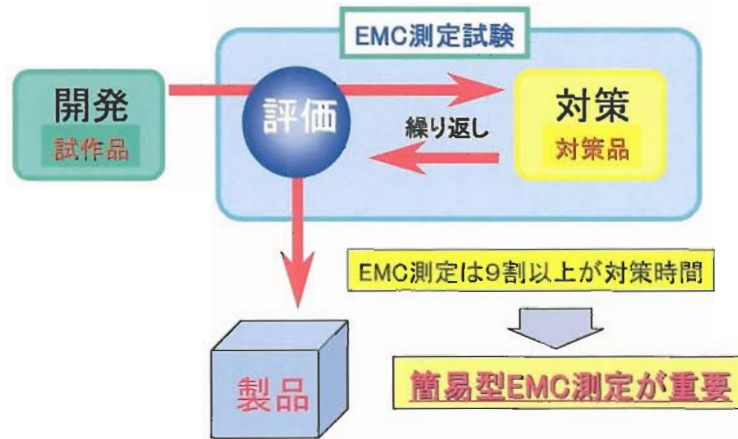 EMC測定試験
開発
試作品
評価
繰り返し
対策
対策品
EMC測定は9割以上が対策時間
製品
簡易型EMC測定が重要